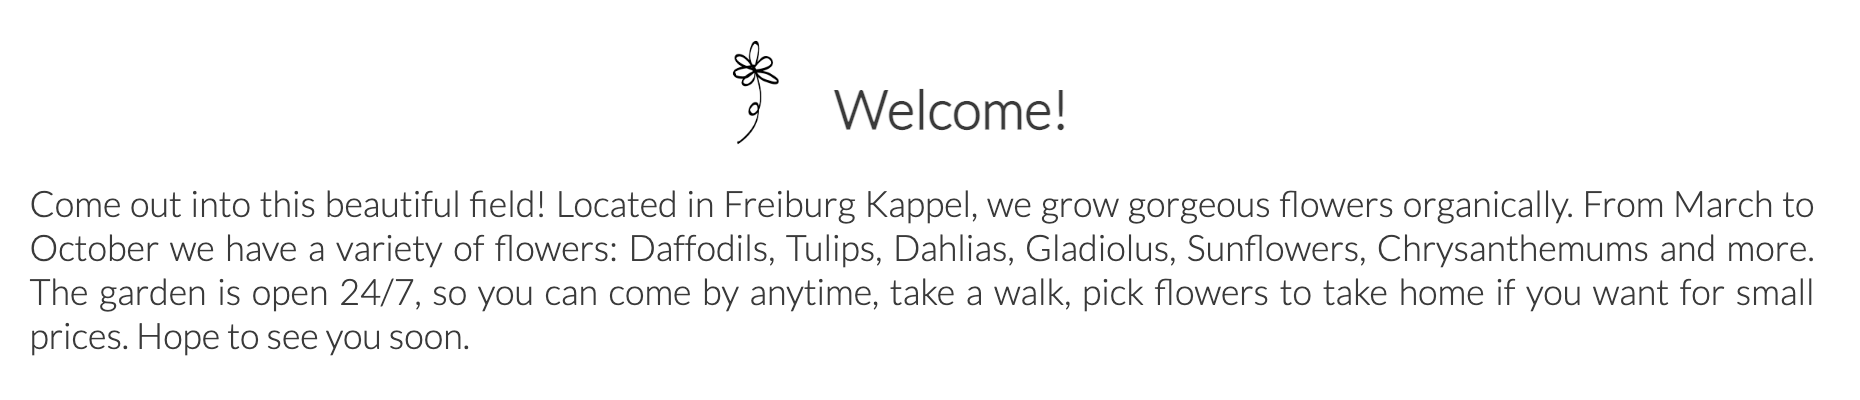 Welcome!
Come out into this beautiful field! Located in Freiburg Kappel, we grow gorgeous flowers organically. From March to
October we have a variety of flowers: Daffodils, Tulips, Dahlias, Gladiolus, Sunflowers, Chrysanthemums and more.
The garden is open 24/7, so you can come by anytime, take a walk, pick flowers to take home if you want for small
prices. Hope to see you soon.